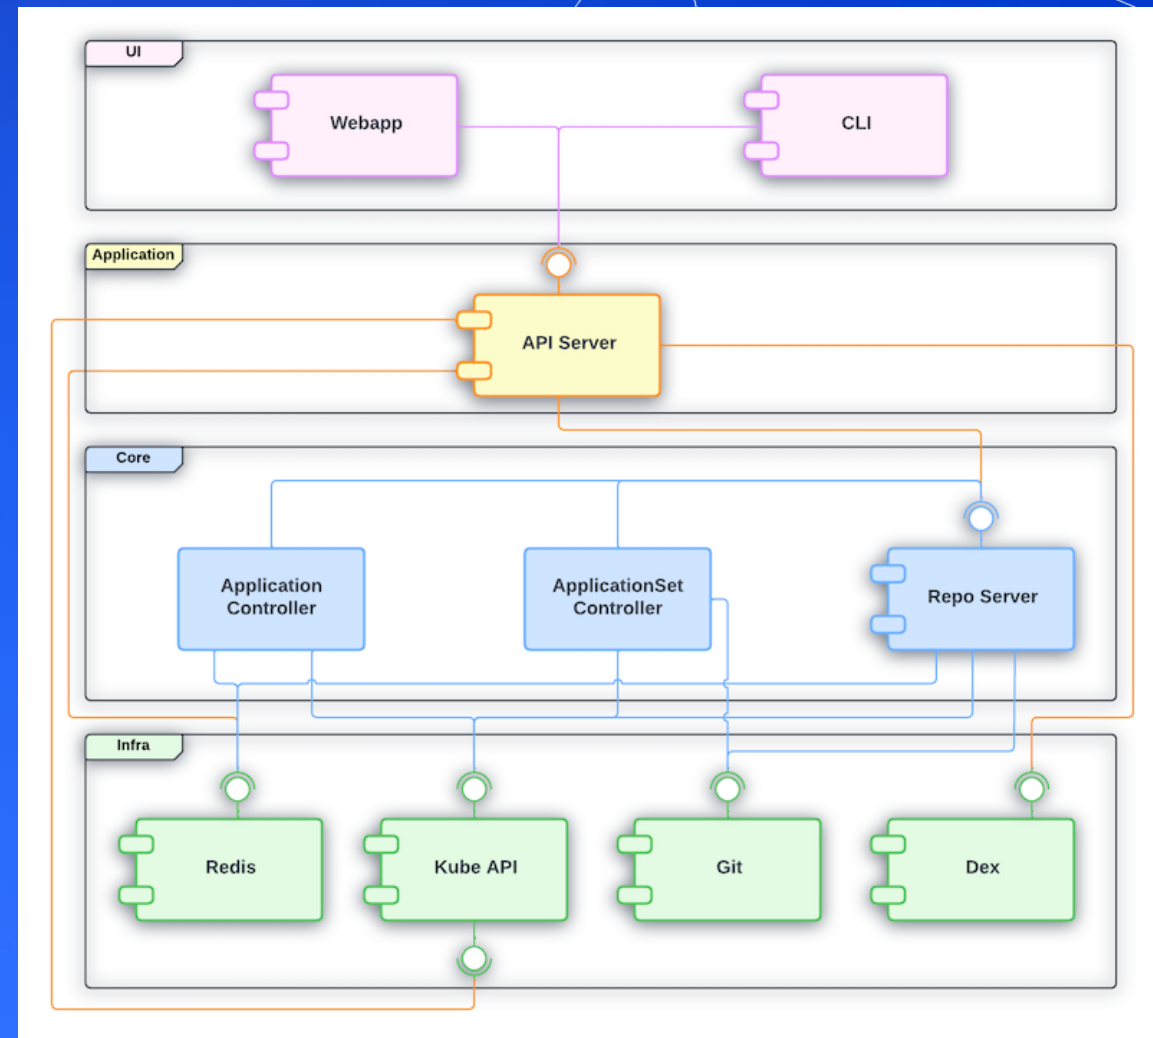 UI
Webapp
CLI
Application
API Server
Core
Application
Controller
ApplicationSet
Controller
Repo Server
Infra
Redis
Kube API
Git
Dex